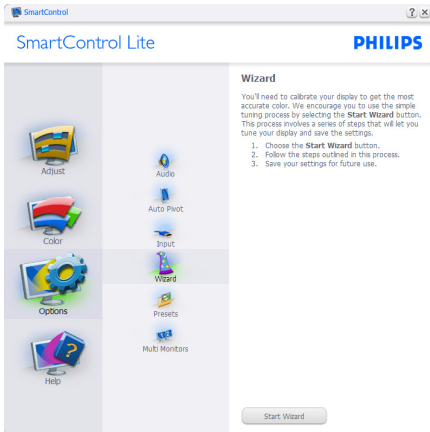 SmartControl
SmartControl Lite
PHILIPS
Adjust
Color
Options
Help
Audio
Auto Pivot
Input
Wizard
Presets
Multi Monitors
Wizard
You'll need to calibrate your display to get the most
accurate color. We encourage you to use the simple
tuning process by selecting the Start Wizard button.
This process involves a series of steps that will let you
tune your display and save the settings.
1. Choose the Start Wizard button.
2. Follow the steps outlined in this process.
3. Save your settings for future use.
Start Wizard